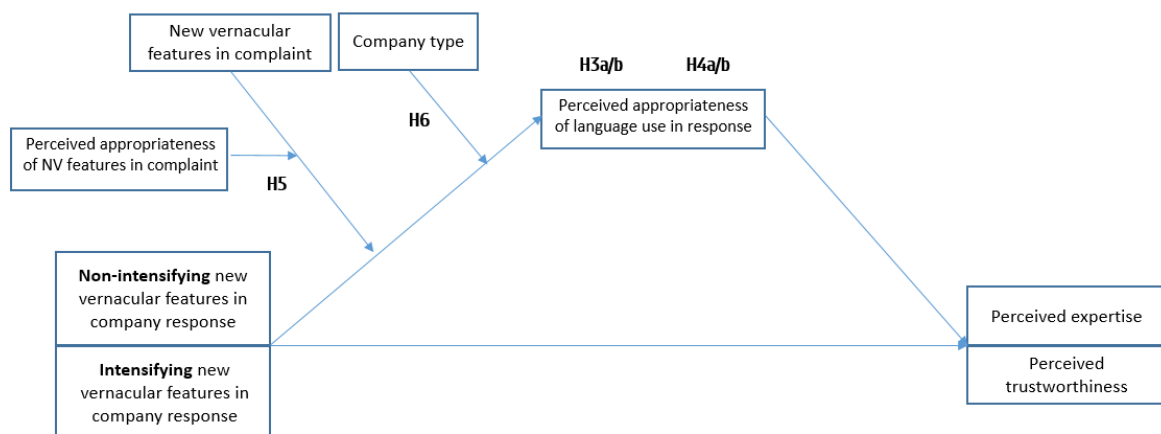 New vernacular
features in complaint
Company type
H3a/b
H4a/b
Perceived appropriateness
of language use in response
H6
Perceived appropriateness
of NV features in complaint
H5
Non-intensifying new
vernacular features in
company response
Intensifying new
vernacular features in
company response
Perceived expertise
Perceived
trustworthiness